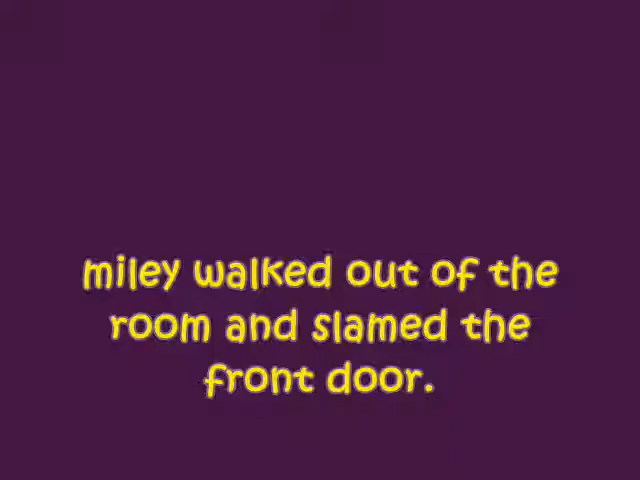 miley walked out of the
room and slamed the
front door.